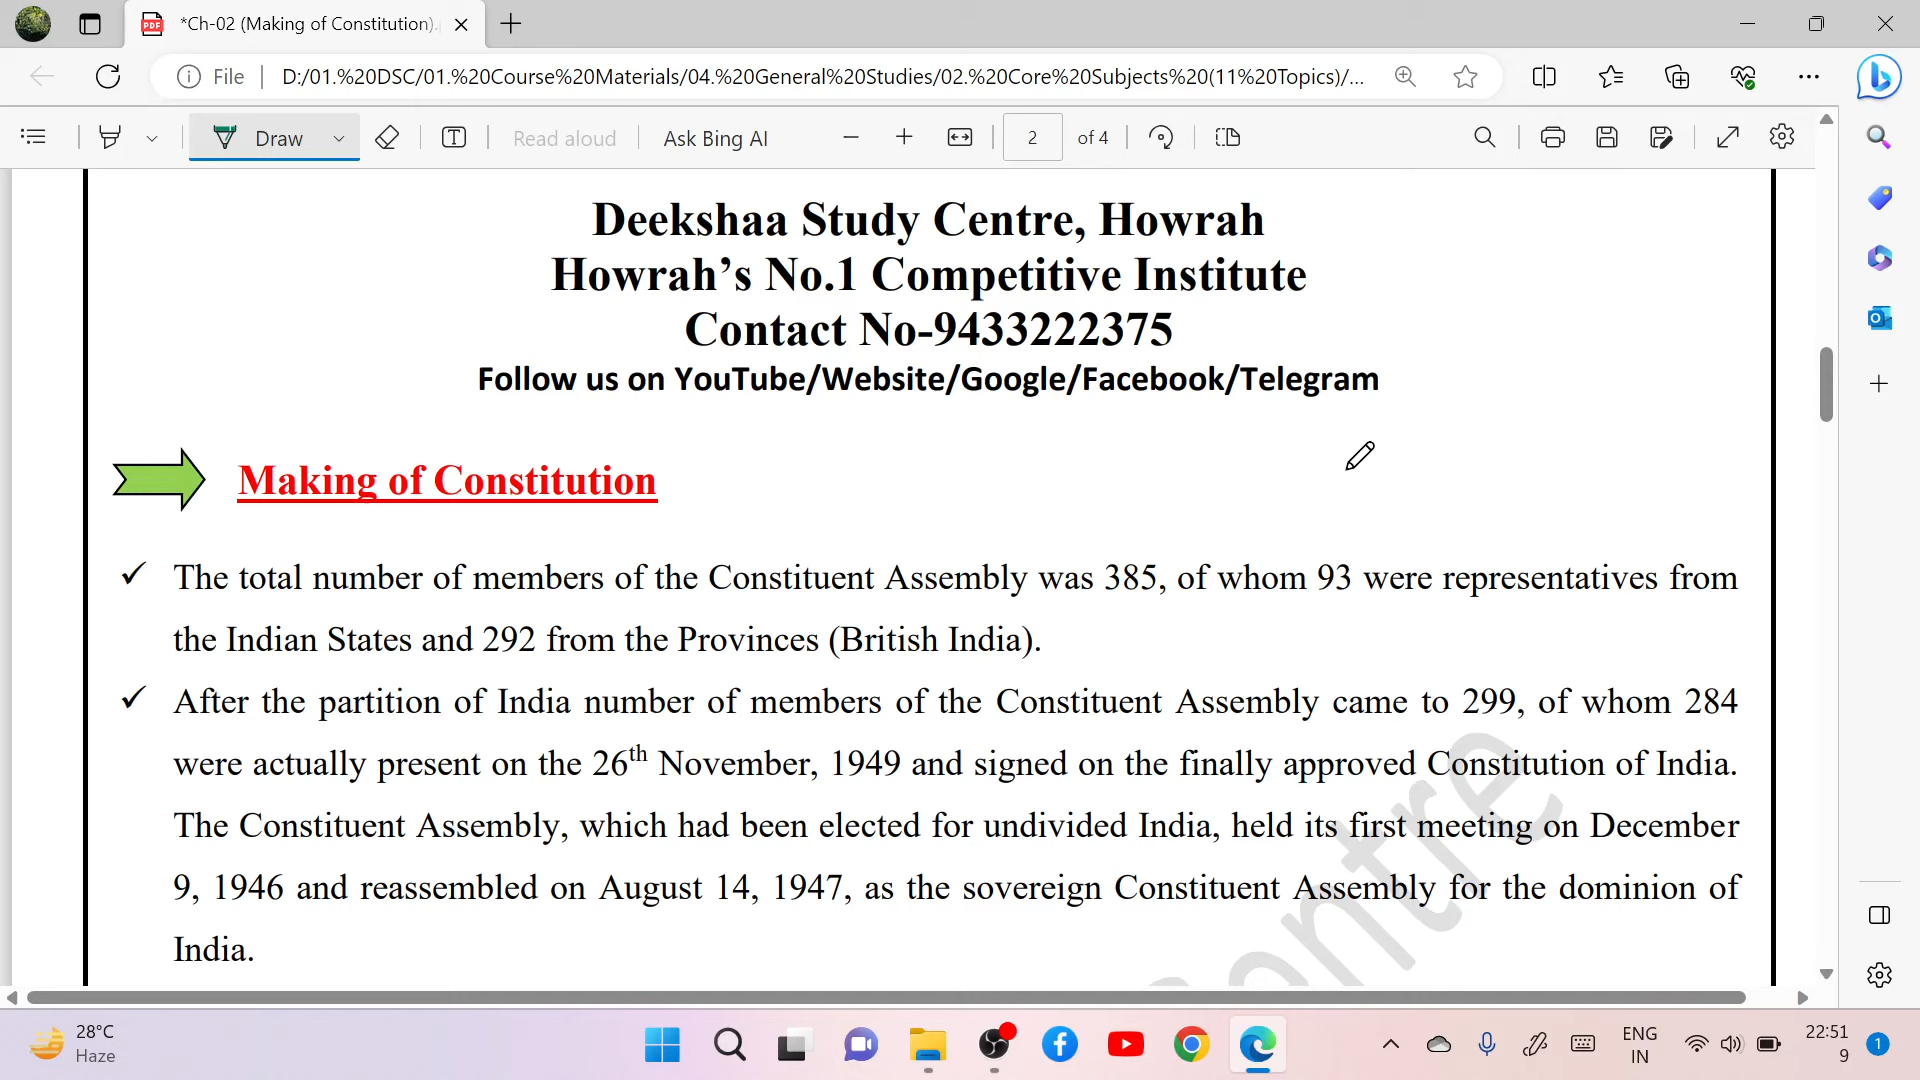 *Ch-02 (Making of Constitution).
File
D:/01.%20DSC/01.%20Course%20Materials/04.%20General%20Studies/02.%20Core%20Subjects%20(11%20Topics)/...
Draw
Read aloud
Ask Bing AI
2
of 4
Deekshaa Study Centre, Howrah
Howrah’s No.1 Competitive Institute
Contact No-9433222375
Follow us on YouTube/Website/Google/Facebook/Telegram
Making of Constitution
✓ The total number of members of the Constituent Assembly was 385, of whom 93 were representatives from
the Indian States and 292 from the Provinces (British India).
✓ After the partition of India number of members of the Constituent Assembly came to 299, of whom 284
were actually present on the 26th November, 1949 and signed on the finally approved Constitution of India.
The Constituent Assembly, which had been elected for undivided India, held its first meeting on December
9, 1946 and reassembled on August 14, 1947, as the sovereign Constituent Assembly for the dominion of
India.
Centre
28°C
Haze
ENG
IN
22:51
9
1